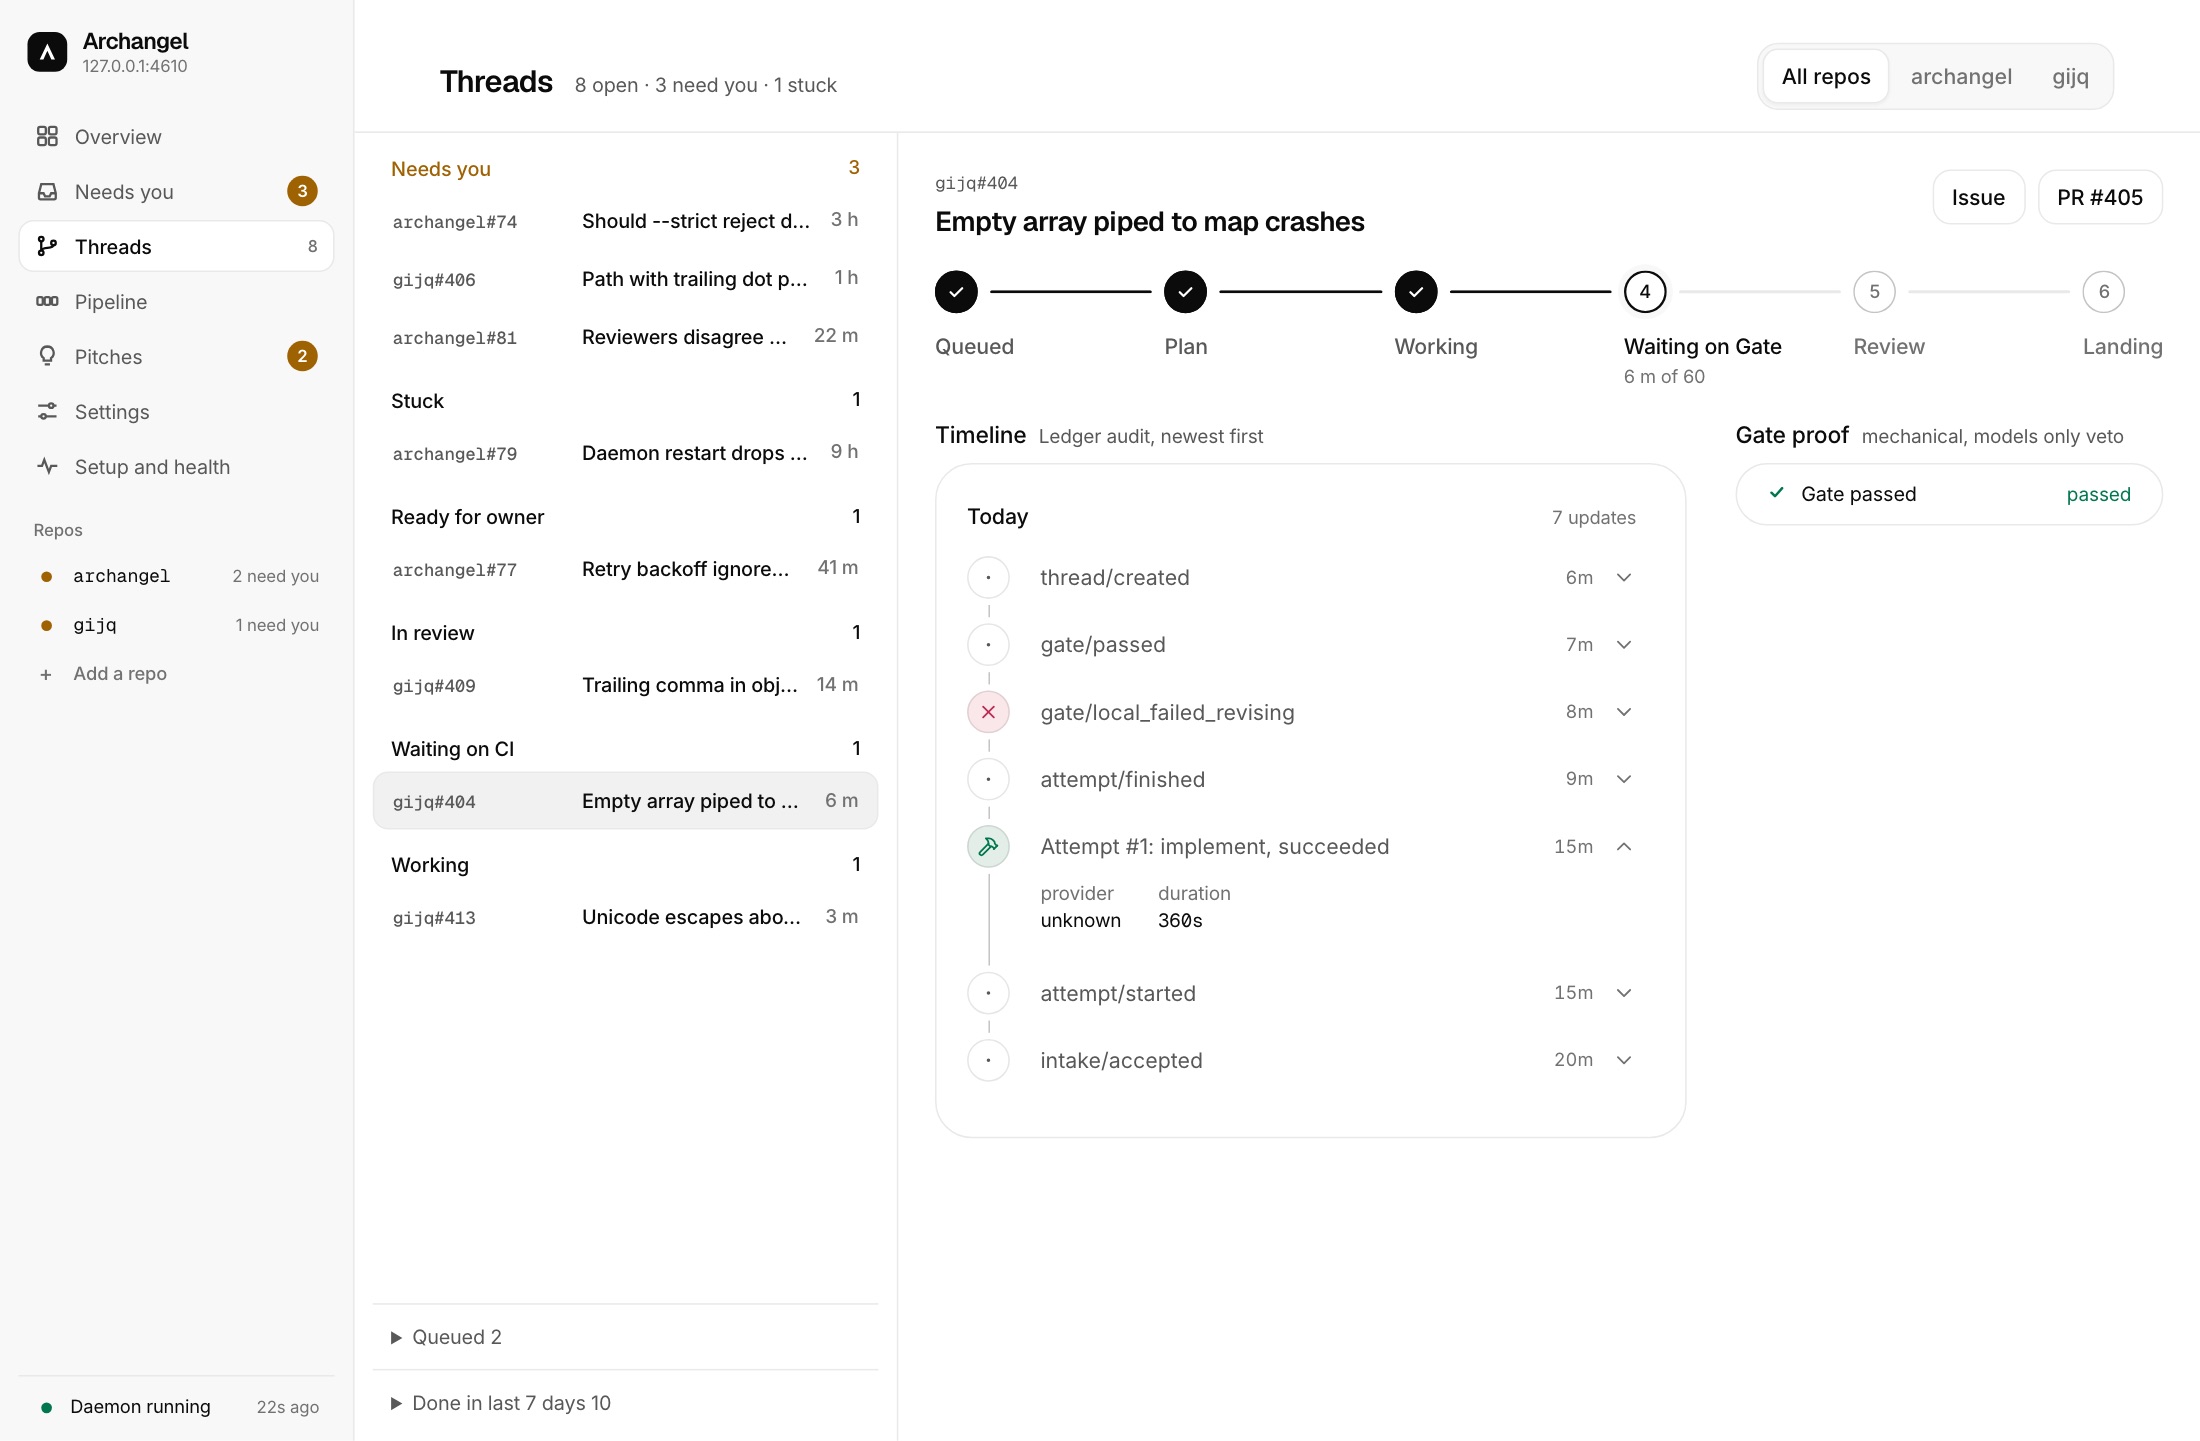 Archangel
127.0.0.1:4610
Overview
Needs you 3
Threads 8
Pipeline
Pitches 2
Settings
Setup and health
Repos
archangel 2 need you
gijq 1 need you
+ Add a repo
Daemon running 22s ago
Threads 8 open · 3 need you · 1 stuck
All repos archangel gijq
Needs you 3
archangel#74 Should --strict reject d... 3 h
gijq#406 Path with trailing dot p... 1 h
archangel#81 Reviewers disagree ... 22 m
Stuck 1
archangel#79 Daemon restart drops ... 9 h
Ready for owner 1
archangel#77 Retry backoff ignore... 41 m
In review 1
gijq#409 Trailing comma in obj... 14 m
Waiting on CI 1
gijq#404 Empty array piped to ... 6 m
Working 1
gijq#413 Unicode escapes abo... 3 m
Queued 2
Done in last 7 days 10
gijq#404
Empty array piped to map crashes
Issue PR #405
4 5 6
Queued Plan Working Waiting on Gate Review Landing
6 m of 60
Timeline Ledger audit, newest first
Today 7 updates
thread/created 6m
gate/passed 7m
gate/local_failed_revising 8m
attempt/finished 9m
Attempt #1: implement, succeeded 15m
provider duration
unknown 360s
attempt/started 15m
intake/accepted 20m
Gate proof mechanical, models only veto
Gate passed passed